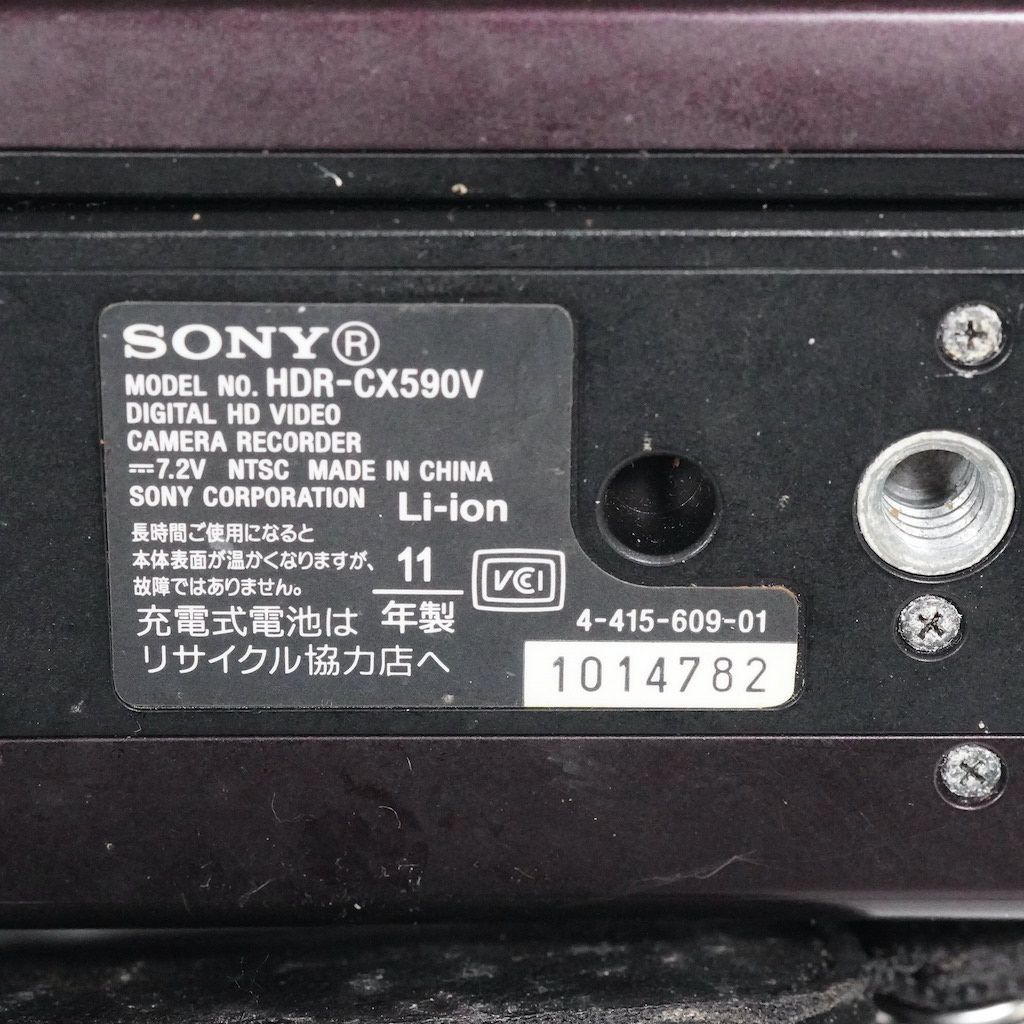 SONY®
MODEL NO. HDR-CX590V
DIGITAL HD VIDEO
CAMERA RECORDER
⎓7.2V NTSC MADE IN CHINA
SONY CORPORATION Li-ion
長時間ご使用になると
本体表面が温かくなりますが、
故障ではありません。
11
年製
VCI
充電式電池は
リサイクル協力店へ
4-415-609-01
1014782